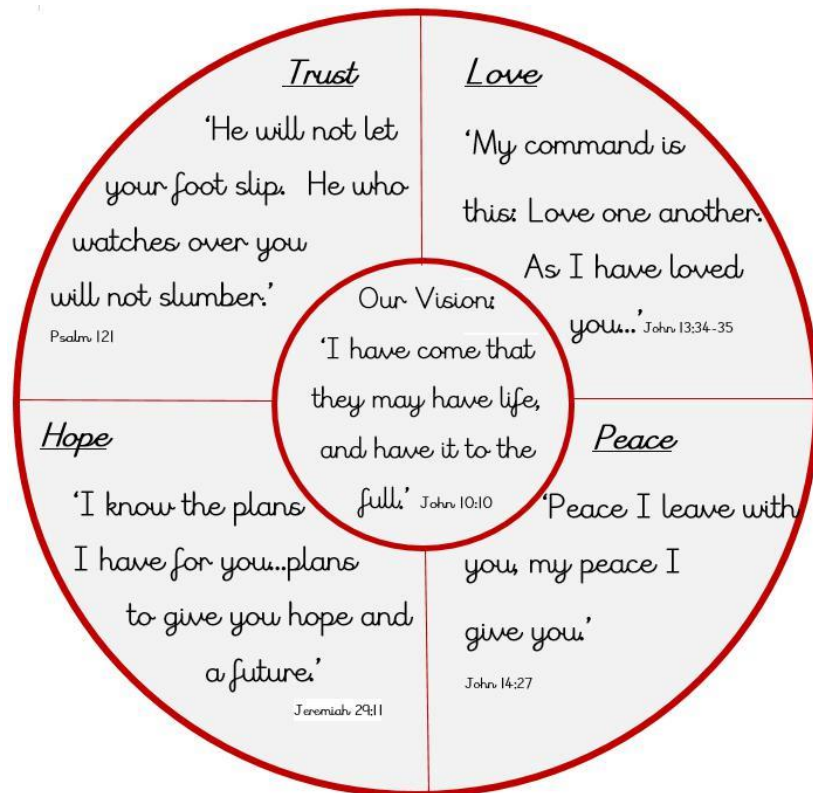 Trust
‘He will not let
your foot slip.  He who
watches over you
will not slumber.’
Psalm 121
Love
‘My command is
this: Love one another.
As I have loved
you...’ John 13:34-35
Our Vision:
‘I have come that
they may have life,
and have it to the
full.’ John 10:10
Hope
‘I know the plans
I have for you...plans
to give you hope and
a future.’
Jeremiah 29:11
Peace
‘Peace I leave with
you, my peace I
give you.’
John 14:27